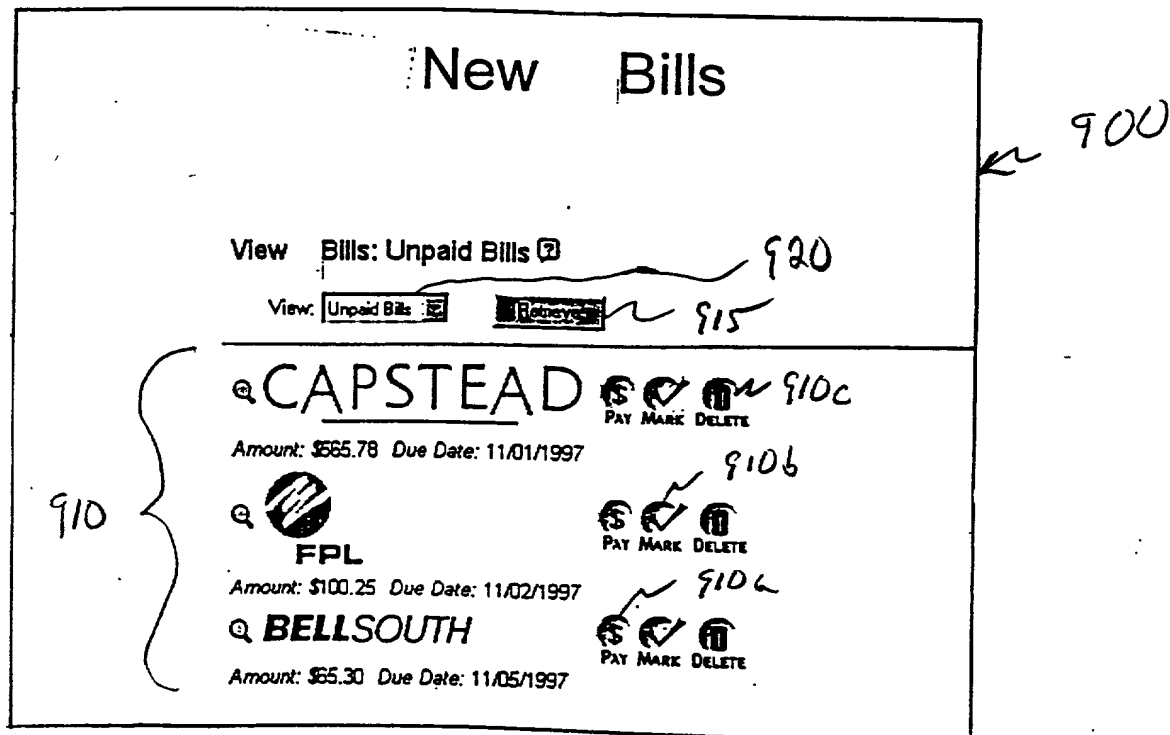 New Bills
900
View Bills: Unpaid Bills ?
920
View: Unpaid Bills Retrieve 915
CAPSTEAD PAY MARK DELETE 910c
Amount: $565.78 Due Date: 11/01/1997
910b
910 FPL PAY MARK DELETE
Amount: $100.25 Due Date: 11/02/1997
910a
BELLSOUTH PAY MARK DELETE
Amount: $65.30 Due Date: 11/05/1997